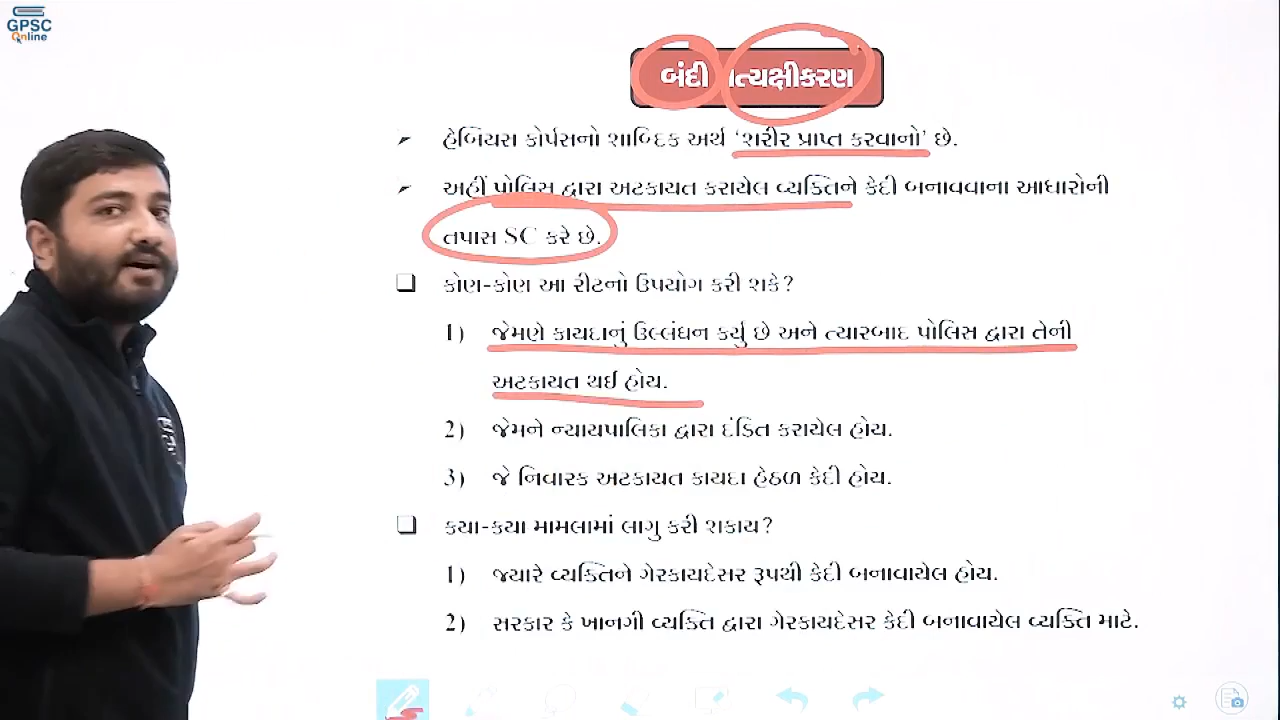 GPSC
Online
બંદી પ્રત્યક્ષીકરણ
➢ હેબિયસ કોર્પસનો શાબ્દિક અર્થ ‘શરીર પ્રાપ્ત કરવાનો’ છે.
➢ અહીં પોલિસ દ્વારા અટકાયત કરાયેલ વ્યક્તિને કેદી બનાવવાના આધારોની
તપાસ SC કરે છે.
❑ કોણ-કોણ આ રીટનો ઉપયોગ કરી શકે?
1) જેમણે કાયદાનું ઉલ્લંઘન કર્યું છે અને ત્યારબાદ પોલિસ દ્વારા તેની
અટકાયત થઈ હોય.
2) જેમને ન્યાયપાલિકા દ્વારા દંડિત કરાયેલ હોય.
3) જે નિવારક અટકાયત કાયદા હેઠળ કેદી હોય.
❑ કયા-કયા મામલામાં લાગુ કરી શકાય?
1) જ્યારે વ્યક્તિને ગેરકાયદેસર રૂપથી કેદી બનાવાયેલ હોય.
2) સરકાર કે ખાનગી વ્યક્તિ દ્વારા ગેરકાયદેસર કેદી બનાવાયેલ વ્યક્તિ માટે.